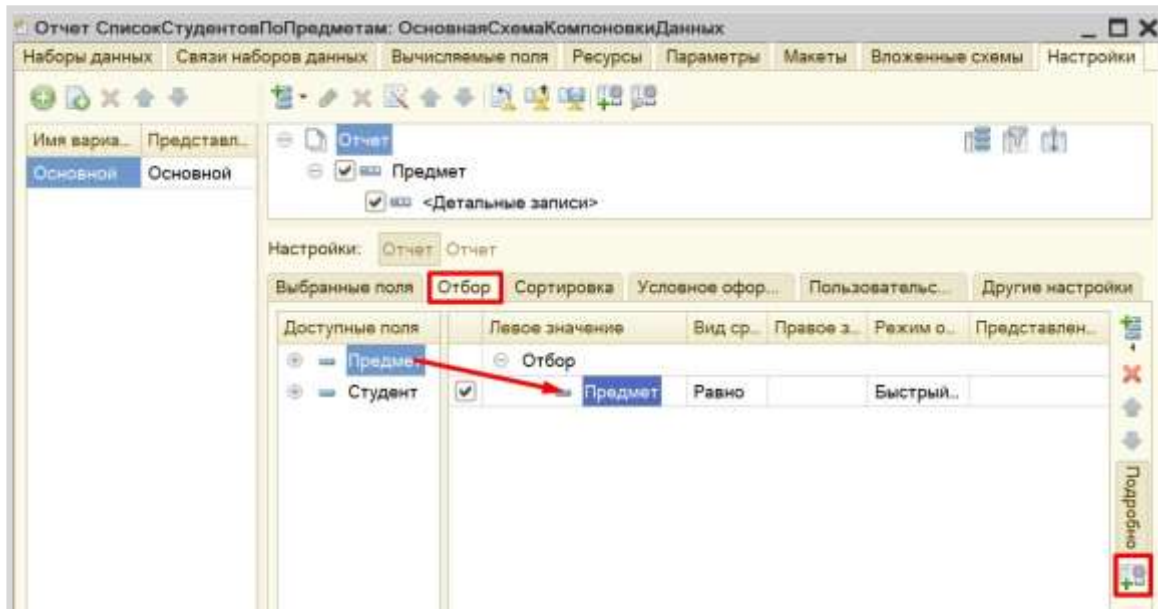 Отчет СписокСтудентовПоПредметам: ОсновнаяСхемаКомпоновкиДанных
Наборы данных Связи наборов данных Вычисляемые поля Ресурсы Параметры Макеты Вложенные схемы Настройки
Имя вариа... Представл...
Основной Основной
Отчет
Предмет
<Детальные записи>
Настройки: Отчет Отчет
Выбранные поля Отбор Сортировка Условное офор... Пользовательс... Другие настройки
Доступные поля Левое значение Вид ср... Правое з... Режим о... Представлен...
Предмет Отбор
Студент Предмет Равно Быстрый...
Подробно